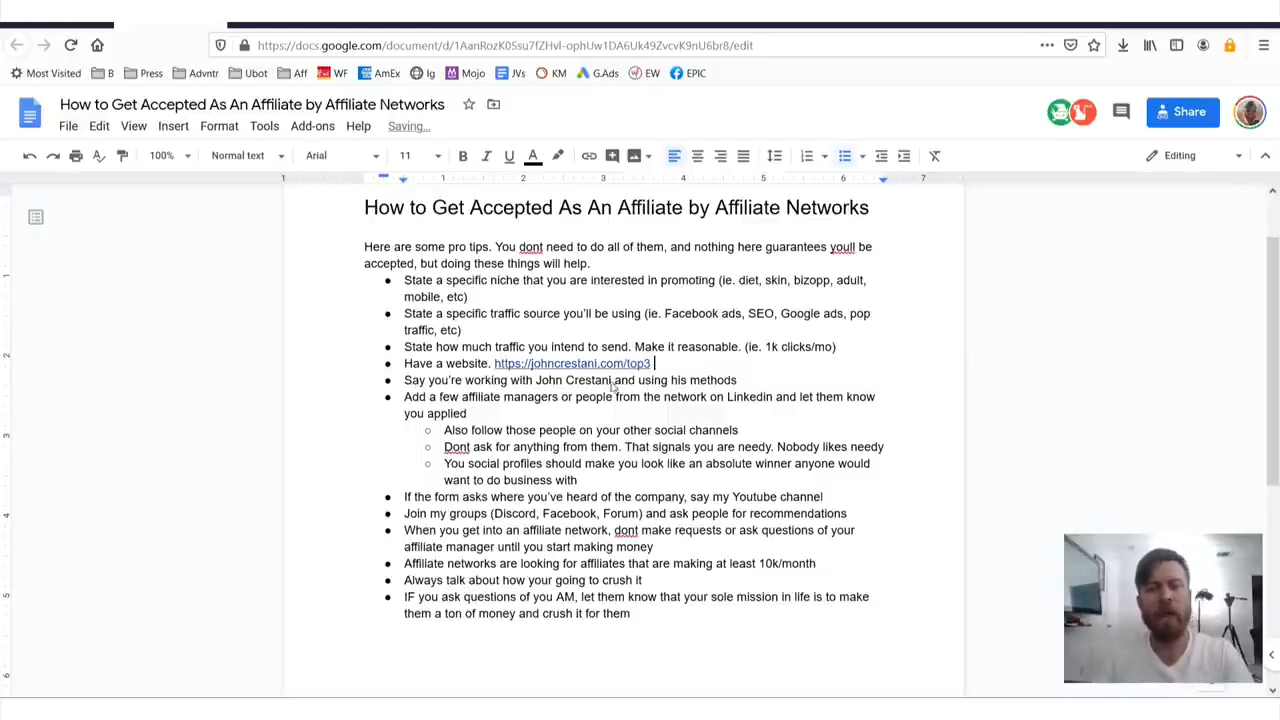 https://docs.google.com/document/d/1AanRozK05su7fZHvl-ophUw1DA6Uk49ZvcvK9nU6br8/edit
Most Visited B Press Advntr Ubot Aff WF AmEx Ig Mojo JVs KM G.Ads EW EPIC
How to Get Accepted As An Affiliate by Affiliate Networks
Share
File Edit View Insert Format Tools Add-ons Help Saving...
100% Normal text Arial 11 B I U A Editing
1 1 2 3 4 5 6 7
How to Get Accepted As An Affiliate by Affiliate Networks
Here are some pro tips. You dont need to do all of them, and nothing here guarantees youll be
accepted, but doing these things will help.
● State a specific niche that you are interested in promoting (ie. diet, skin, bizopp, adult,
mobile, etc)
● State a specific traffic source you'll be using (ie. Facebook ads, SEO, Google ads, pop
traffic, etc)
● State how much traffic you intend to send. Make it reasonable. (ie. 1k clicks/mo)
● Have a website. https://johncrestani.com/top3
● Say you're working with John Crestani and using his methods
● Add a few affiliate managers or people from the network on Linkedin and let them know
you applied
○ Also follow those people on your other social channels
○ Dont ask for anything from them. That signals you are needy. Nobody likes needy
○ You social profiles should make you look like an absolute winner anyone would
want to do business with
● If the form asks where you've heard of the company, say my Youtube channel
● Join my groups (Discord, Facebook, Forum) and ask people for recommendations
● When you get into an affiliate network, dont make requests or ask questions of your
affiliate manager until you start making money
● Affiliate networks are looking for affiliates that are making at least 10k/month
● Always talk about how your going to crush it
● IF you ask questions of you AM, let them know that your sole mission in life is to make
them a ton of money and crush it for them
1
2
3
4
5
6